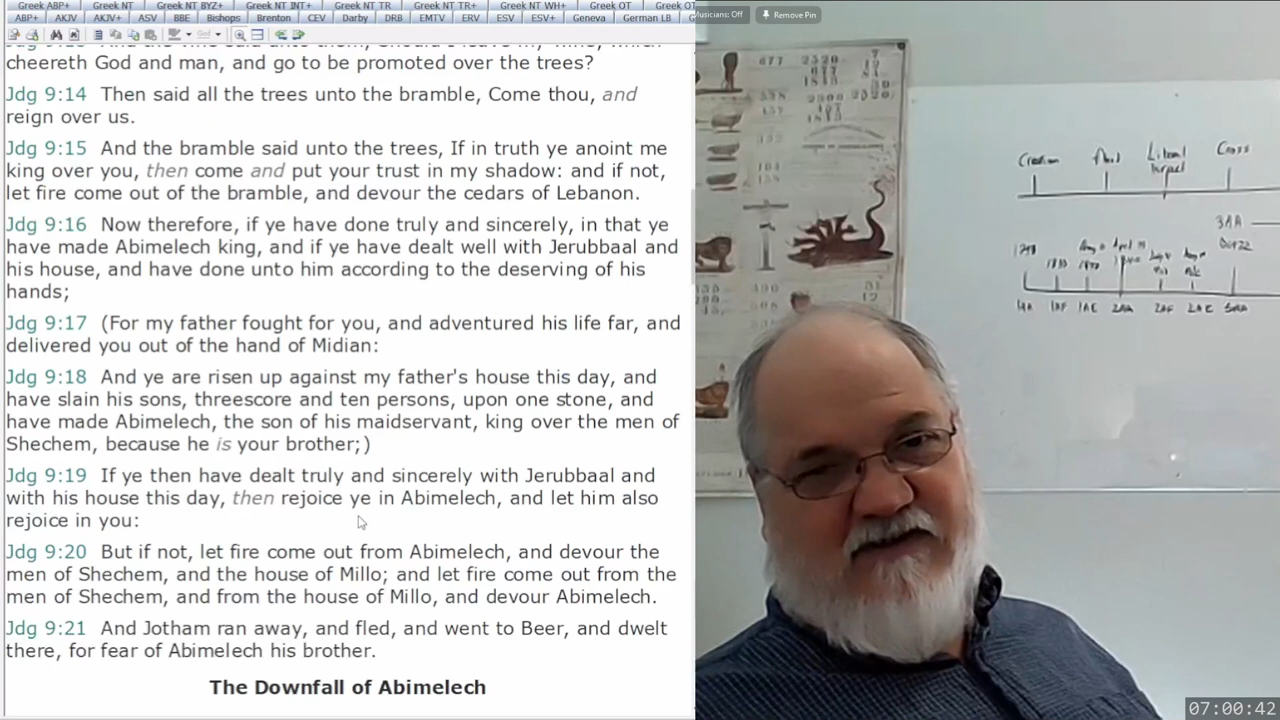 Greek ABP+ Greek NT Greek NT BYZ+ Greek NT INT+ Greek NT TR Greek NT TR+ Greek NT WH+ Greek OT
ABP+ AKJV AKJV+ ASV BBE Bishops Brenton CEV Darby DRB EMTV ERV ESV ESV+ Geneva German LB
Musicians: Off Remove Pin
cheereth God and man, and go to be promoted over the trees?
Jdg 9:14 Then said all the trees unto the bramble, Come thou, and
reign over us.
Jdg 9:15 And the bramble said unto the trees, If in truth ye anoint me
king over you, then come and put your trust in my shadow: and if not,
let fire come out of the bramble, and devour the cedars of Lebanon.
Jdg 9:16 Now therefore, if ye have done truly and sincerely, in that ye
have made Abimelech king, and if ye have dealt well with Jerubbaal and
his house, and have done unto him according to the deserving of his
hands;
Jdg 9:17 (For my father fought for you, and adventured his life far, and
delivered you out of the hand of Midian:
Jdg 9:18 And ye are risen up against my father's house this day, and
have slain his sons, threescore and ten persons, upon one stone, and
have made Abimelech, the son of his maidservant, king over the men of
Shechem, because he is your brother;)
Jdg 9:19 If ye then have dealt truly and sincerely with Jerubbaal and
with his house this day, then rejoice ye in Abimelech, and let him also
rejoice in you:
Jdg 9:20 But if not, let fire come out from Abimelech, and devour the
men of Shechem, and the house of Millo; and let fire come out from the
men of Shechem, and from the house of Millo, and devour Abimelech.
Jdg 9:21 And Jotham ran away, and fled, and went to Beer, and dwelt
there, for fear of Abimelech his brother.
The Downfall of Abimelech
677 2520
Creation Literal Israel Cross
07:00:42